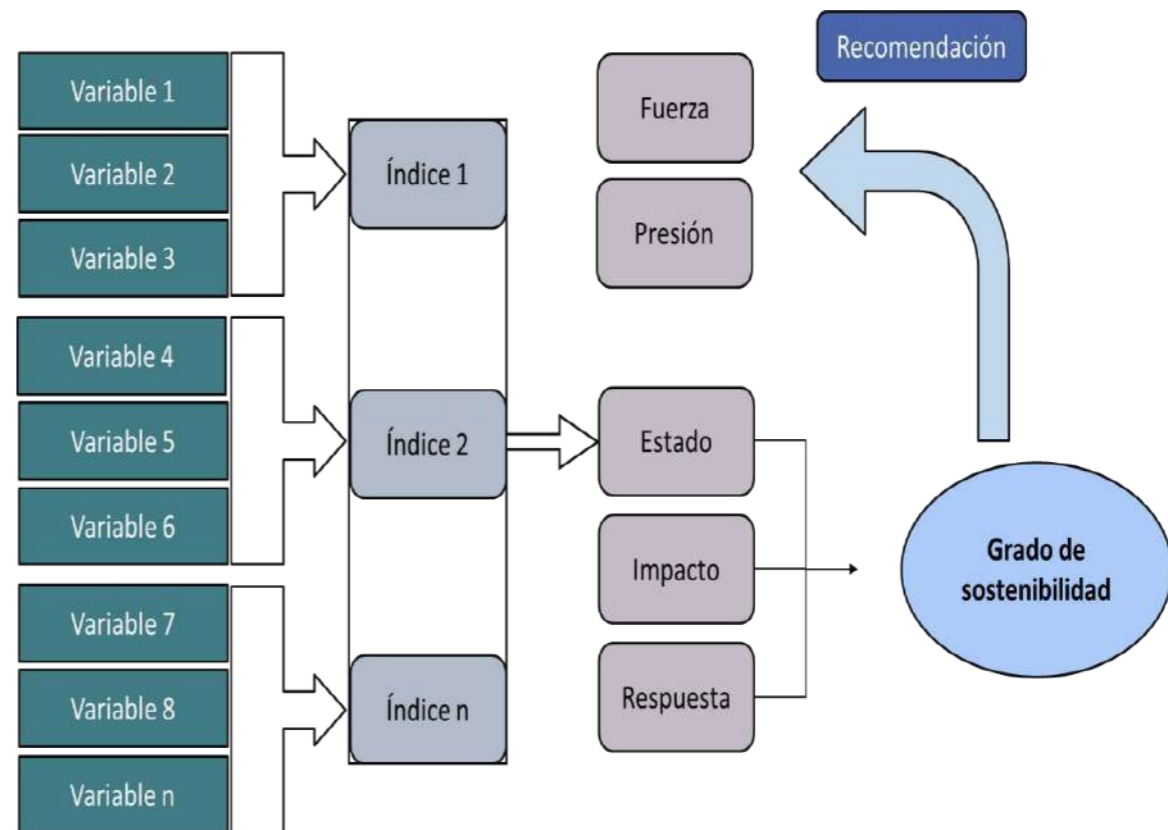 Variable 1
Variable 2
Variable 3
Variable 4
Variable 5
Variable 6
Variable 7
Variable 8
Variable n
Índice 1
Índice 2
Índice n
Fuerza
Presión
Estado
Impacto
Respuesta
Recomendación
Grado de
sostenibilidad